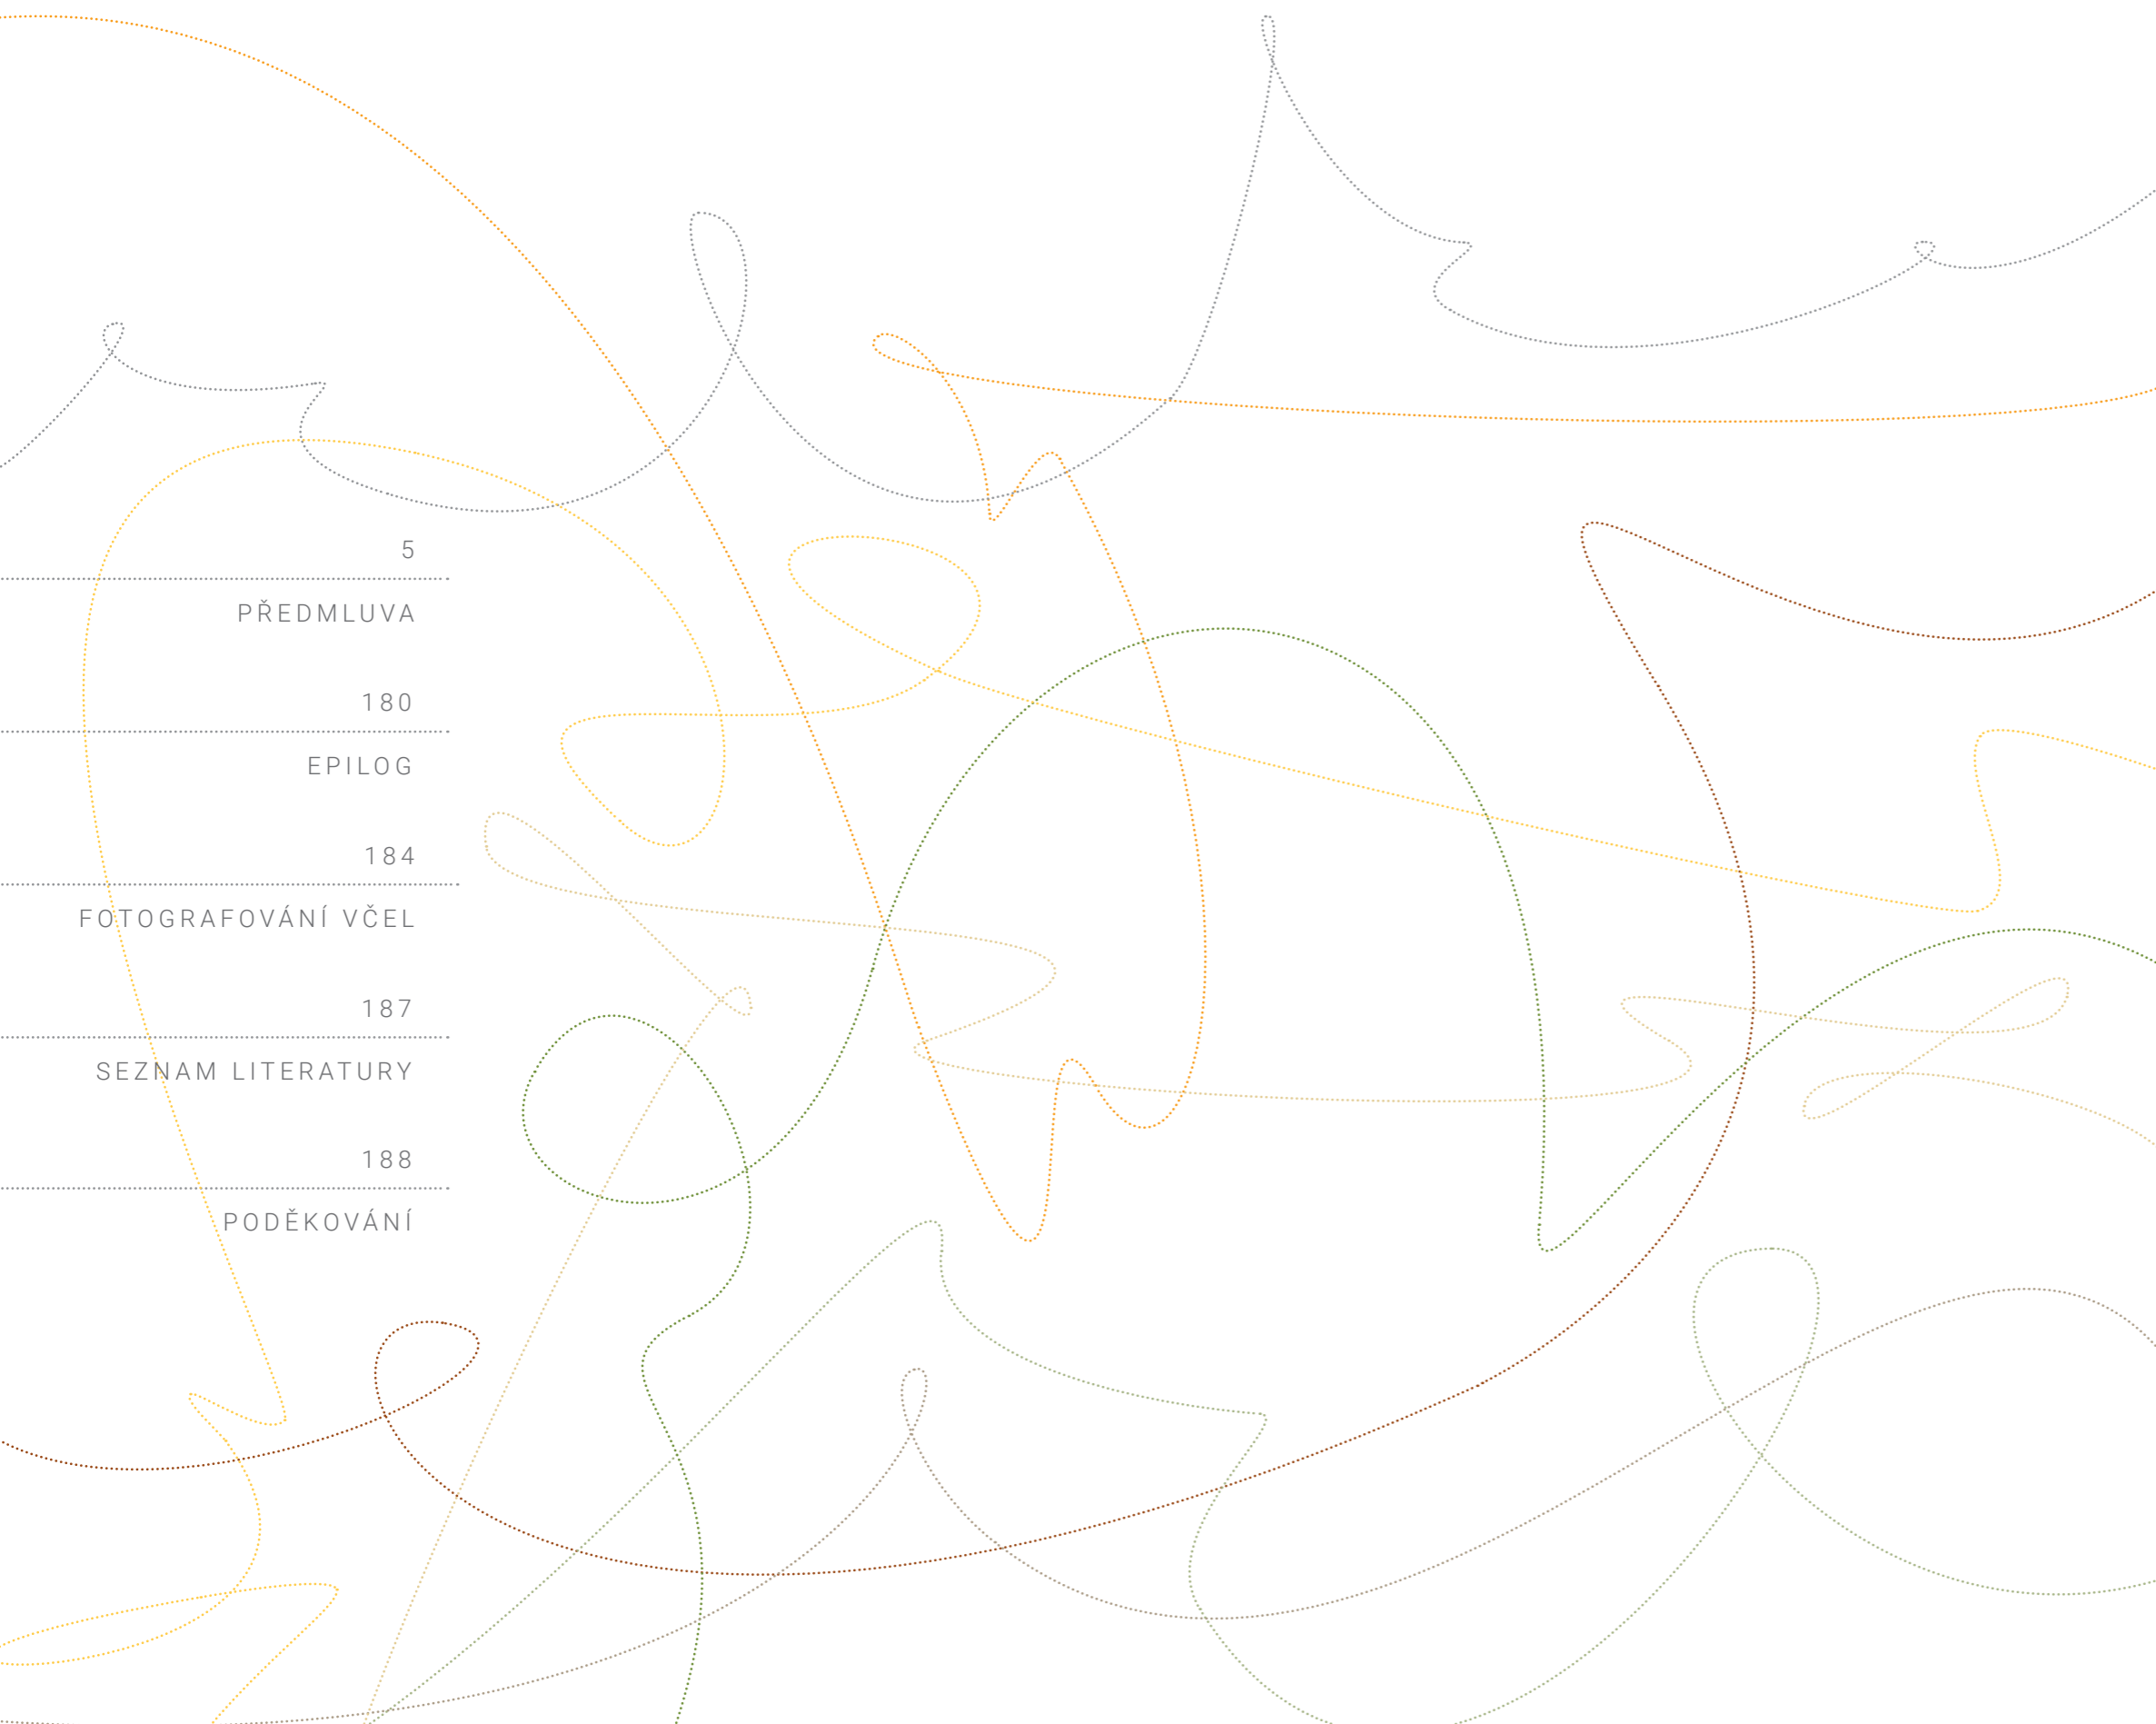 5
PŘEDMLUVA
180
EPILOG
184
FOTOGRAFOVÁNÍ VČEL
187
SEZNAM LITERATURY
188
PODĚKOVÁNÍ